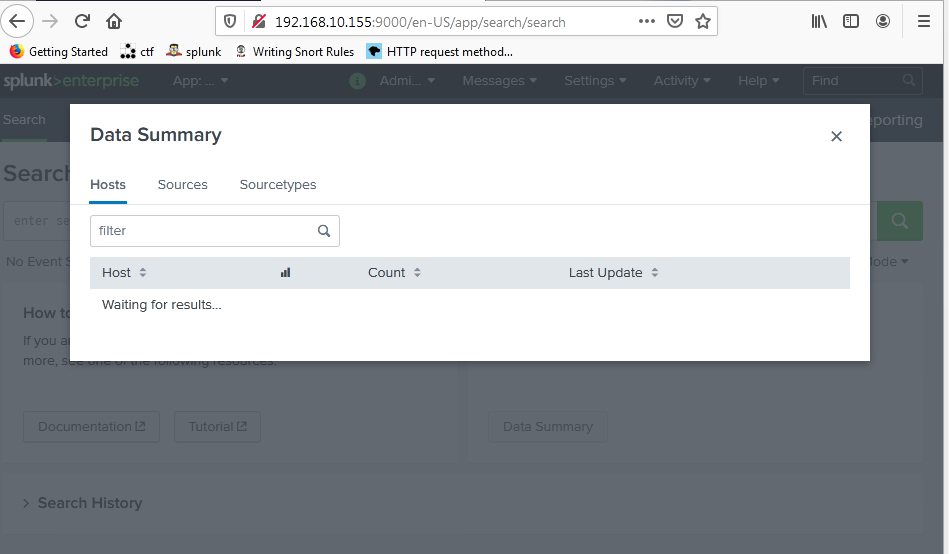 192.168.10.155:9000/en-US/app/search/search
Getting Started ctf splunk Writing Snort Rules HTTP request method...
splunk>enterprise App: ... Admi... Messages Settings Activity Help Find
Search eporting
Data Summary
Search
Hosts Sources Sourcetypes
enter se
filter
No Event S
Host Count Last Update
ode
Waiting for results...
How to
If you a
more, see one of the following resources.
Documentation Tutorial Data Summary
Search History